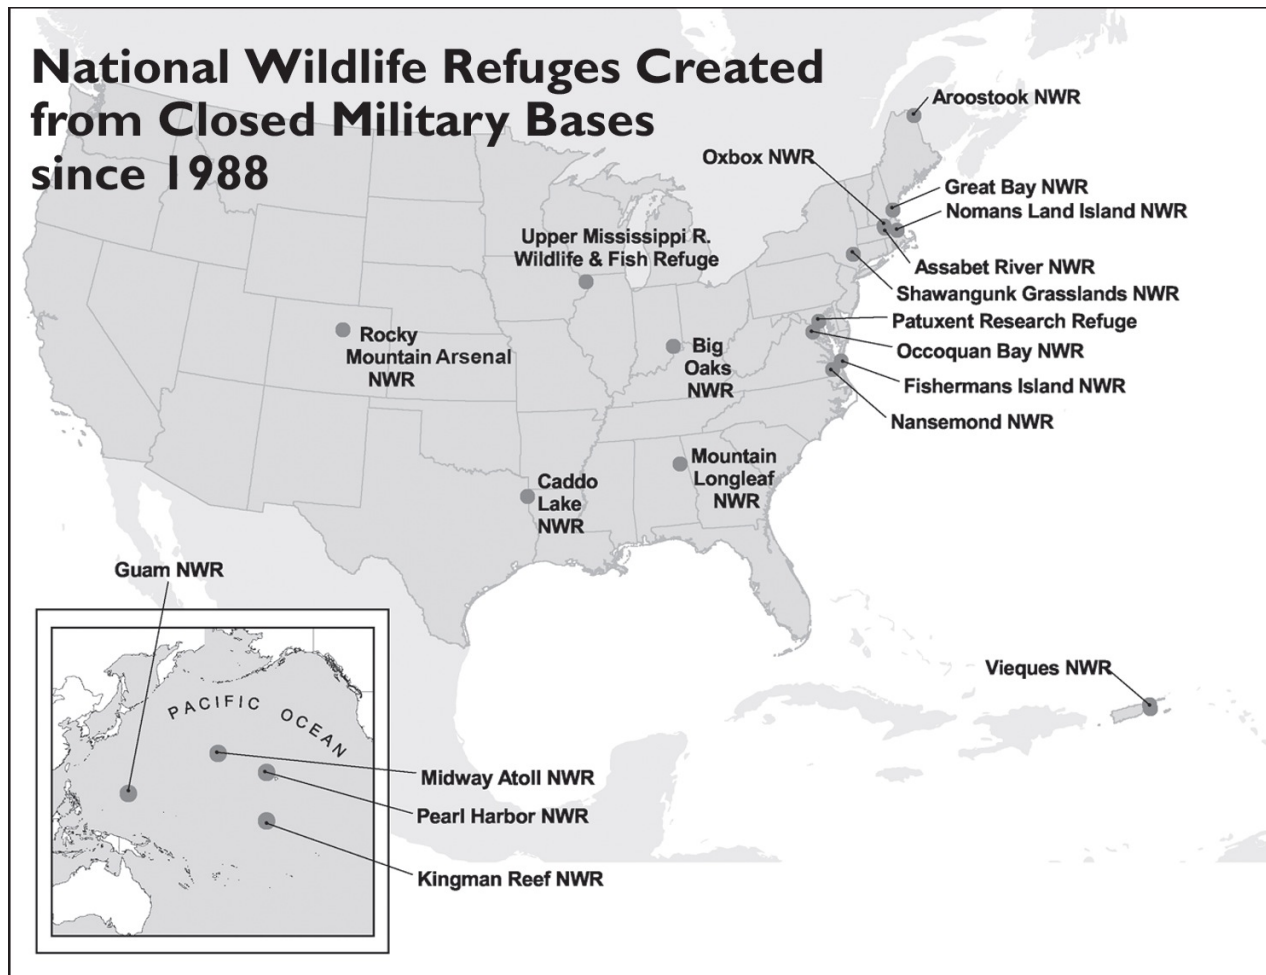 National Wildlife Refuges Created
from Closed Military Bases
since 1988
Aroostook NWR
Oxbox NWR
Great Bay NWR
Nomans Land Island NWR
Upper Mississippi R.
Wildlife & Fish Refuge
Assabet River NWR
Shawangunk Grasslands NWR
Patuxent Research Refuge
Rocky
Mountain Arsenal
NWR
Big
Oaks
NWR
Occoquan Bay NWR
Fishermans Island NWR
Nansemond NWR
Mountain
Longleaf
NWR
Caddo
Lake
NWR
Guam NWR
Vieques NWR
PACIFIC OCEAN
Midway Atoll NWR
Pearl Harbor NWR
Kingman Reef NWR